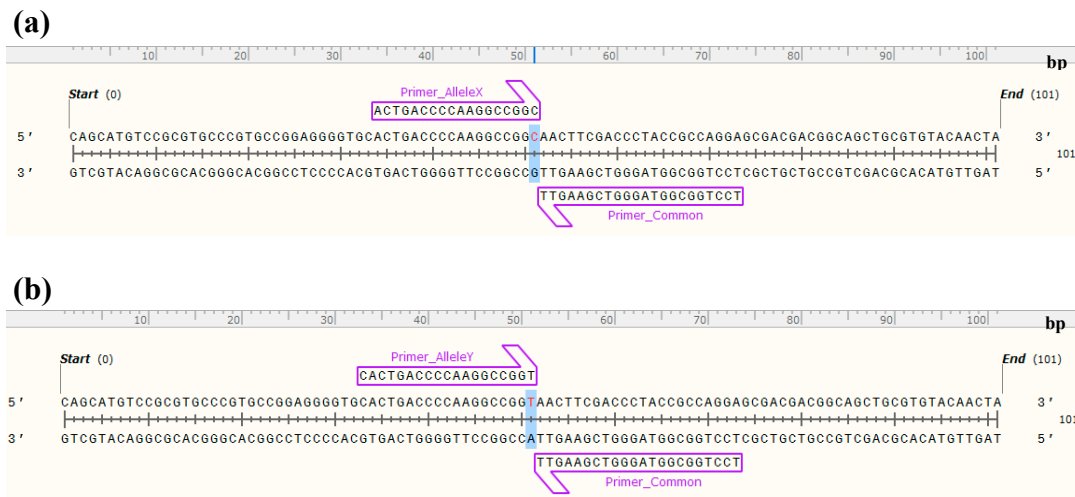 (a)
10 20 30 40 50 60 70 80 90 100 bp
Start (0) Primer_AlleleX End (101)
ACTGACCCCAAGGCCGGC
5' CAGCATGTCCGCGTGCCCGTGCCGGAGGGGTGCACTGACCCCAAGGCCGGCAACTTCGACCCTACCGCCAGGAGCGACGACGGCAGCTGCGTGTACAACTA 3'
101
3' GTCGTACAGGCGCACGGGCACGGCCTCCCCACGTGACTGGGGTTCCGGCCGTTGAAGCTGGGATGGCGGTCCTCGCTGCTGCCGTCGACGCACATGTTGAT 5'
TTGAAGCTGGGATGGCGGTCCT
Primer_Common
(b)
10 20 30 40 50 60 70 80 90 100 bp
Start (0) Primer_AlleleY End (101)
CACTGACCCCAAGGCCGGT
5' CAGCATGTCCGCGTGCCCGTGCCGGAGGGGTGCACTGACCCCAAGGCCGGTAACTTCGACCCTACCGCCAGGAGCGACGACGGCAGCTGCGTGTACAACTA 3'
101
3' GTCGTACAGGCGCACGGGCACGGCCTCCCCACGTGACTGGGGTTCCGGCCATTGAAGCTGGGATGGCGGTCCTCGCTGCTGCCGTCGACGCACATGTTGAT 5'
TTGAAGCTGGGATGGCGGTCCT
Primer_Common